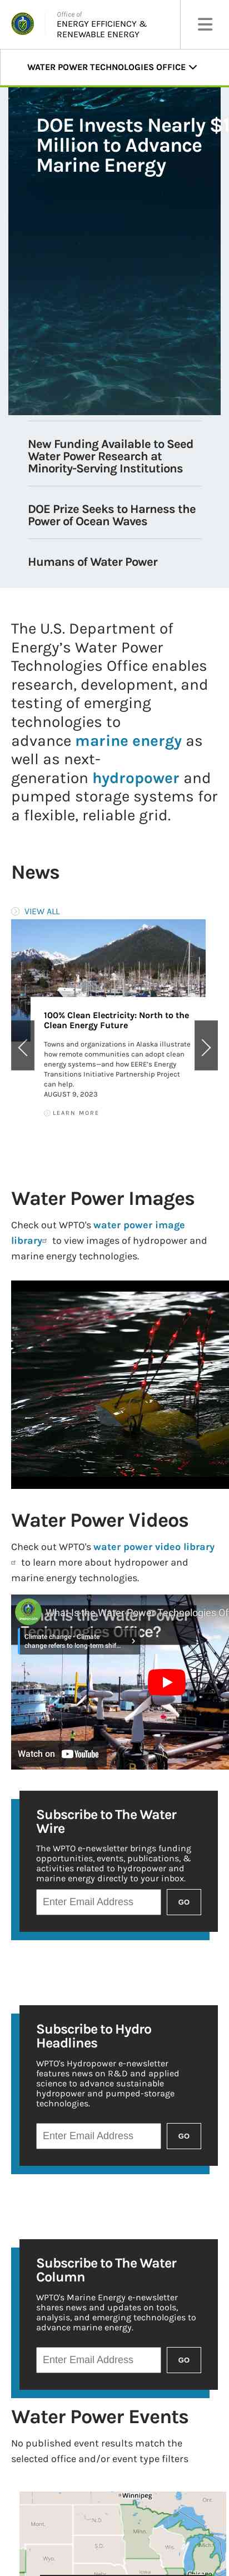 Office of
ENERGY EFFICIENCY &
RENEWABLE ENERGY
WATER POWER TECHNOLOGIES OFFICE
DOE Invests Nearly $1
Million to Advance
Marine Energy
New Funding Available to Seed
Water Power Research at
Minority-Serving Institutions
DOE Prize Seeks to Harness the
Power of Ocean Waves
Humans of Water Power
The U.S. Department of
Energy's Water Power
Technologies Office enables
research, development, and
testing of emerging
technologies to
advance marine energy as
well as next-
generation hydropower and
pumped storage systems for
a flexible, reliable grid.
News
VIEW ALL
100% Clean Electricity: North to the
Clean Energy Future
Towns and organizations in Alaska illustrate
how remote communities can adopt clean
energy systems—and how EERE's Energy
Transitions Initiative Partnership Project
can help.
AUGUST 9, 2023
LEARN MORE
Water Power Images
Check out WPTO's water power image
library to view images of hydropower and
marine energy technologies.
Water Power Videos
Check out WPTO's water power video library
to learn more about hydropower and
marine energy technologies.
What Is the Water Power Technologies Of
What Is the Water Power
Technologies Office?
Climate change · Climate
change refers to long-term shif...
Watch on YouTube
Subscribe to The Water
Wire
The WPTO e-newsletter brings funding
opportunities, events, publications, &
activities related to hydropower and
marine energy directly to your inbox.
Enter Email Address GO
Subscribe to Hydro
Headlines
WPTO's Hydropower e-newsletter
features news on R&D and applied
science to advance sustainable
hydropower and pumped-storage
technologies.
Enter Email Address GO
Subscribe to The Water
Column
WPTO's Marine Energy e-newsletter
shares news and updates on tools,
analysis, and emerging technologies to
advance marine energy.
Enter Email Address GO
Water Power Events
No published event results match the
selected office and/or event type filters
Winnipeg
Ont.
Mont.
N.D.
Minn.
S.D.
Wis.
Mich.
Wyo.
Iowa
Chicago